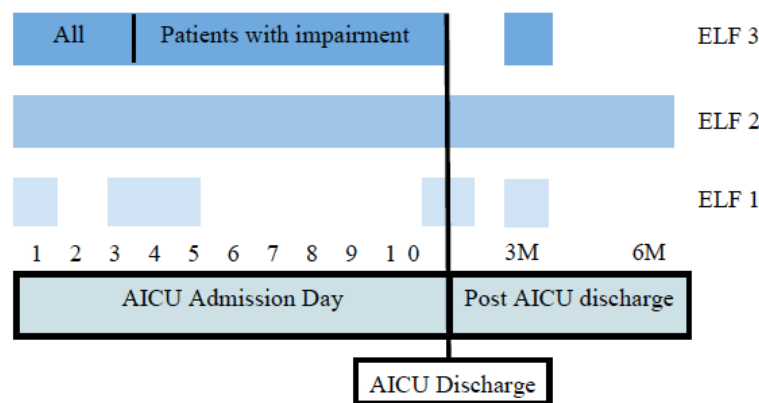 All Patients with impairment ELF 3
ELF 2
ELF 1
1 2 3 4 5 6 7 8 9 1 0 3M 6M
AICU Admission Day Post AICU discharge
AICU Discharge